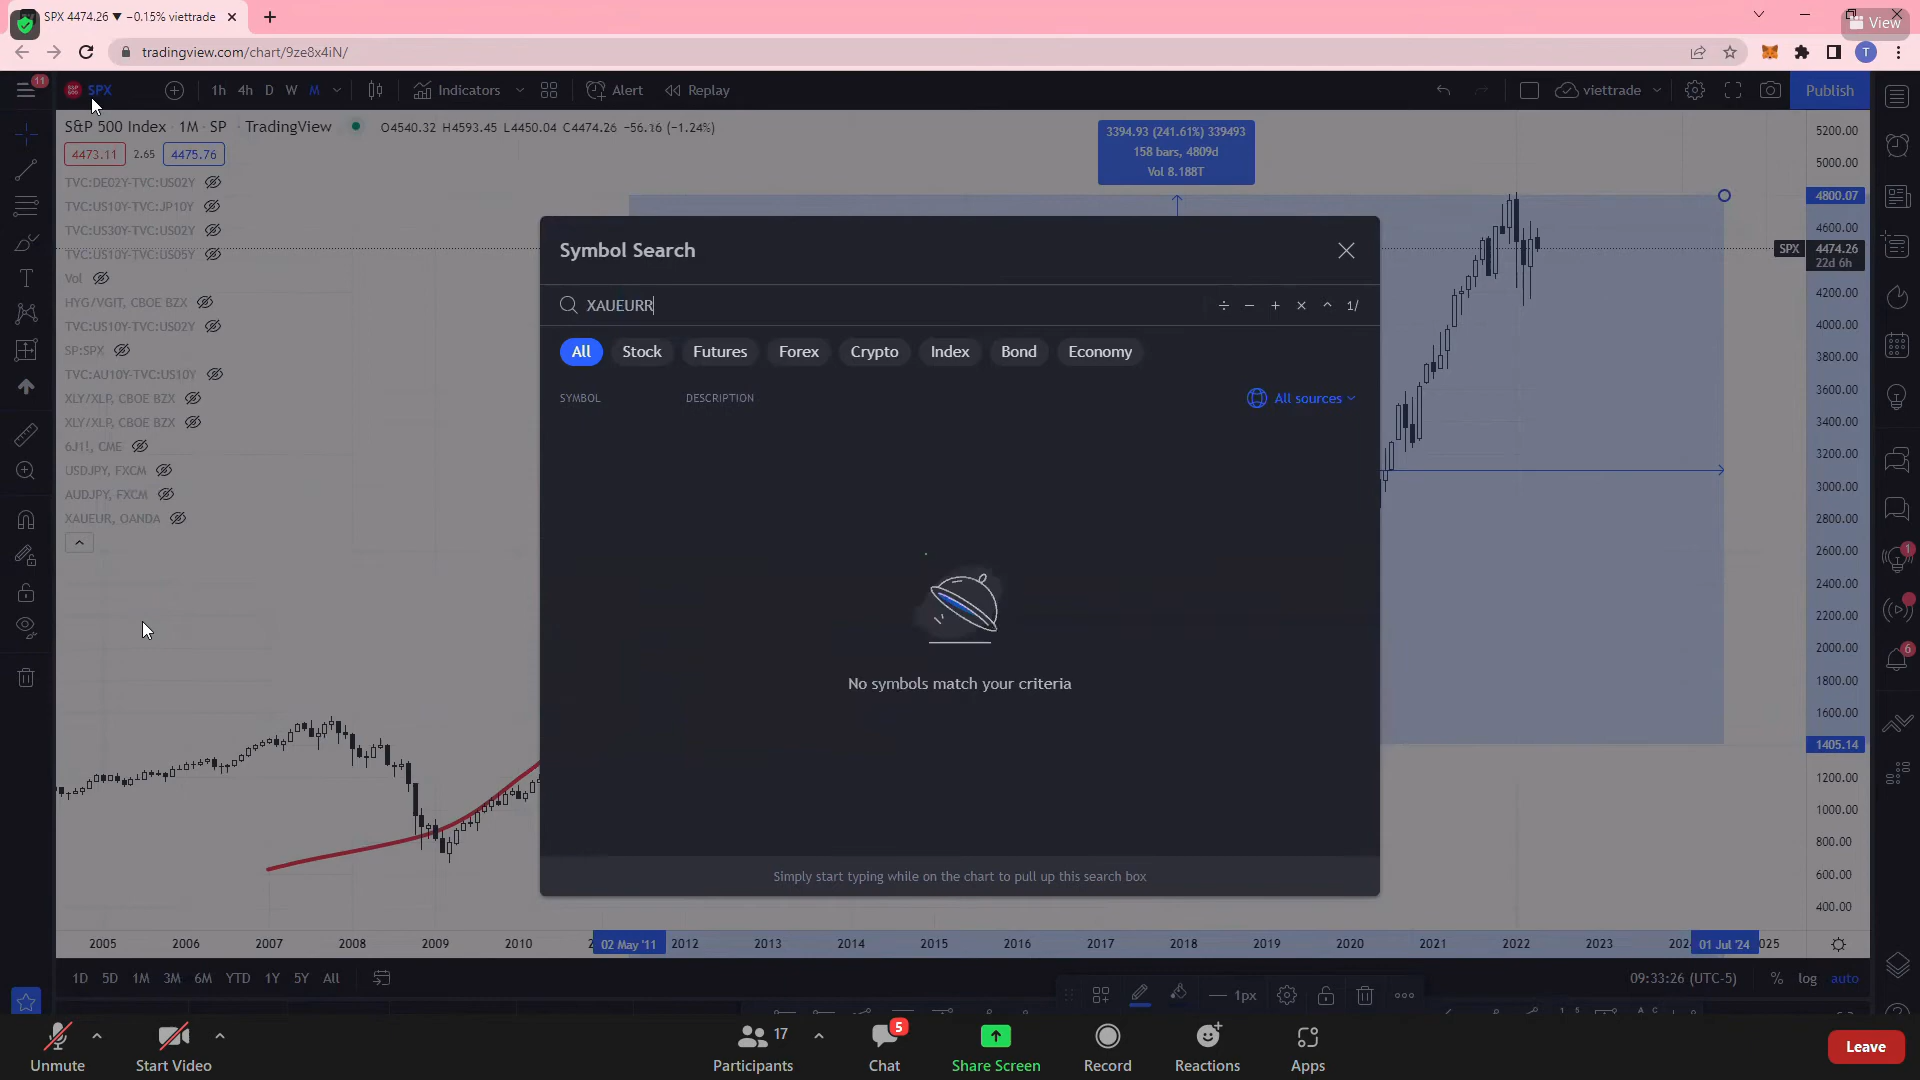 SPX 4474.26 ▼ −0.15% viettrade
View
tradingview.com/chart/9ze8x4iN/
T
11
SPX
1h 4h D W M
Indicators
Alert
Replay
viettrade
Publish
S&P 500 Index · 1M · SP · TradingView
O4540.32 H4593.45 L4450.04 C4474.26 −56.16 (−1.24%)
4473.11 2.65 4475.76
TVC:DE02Y-TVC:US02Y
TVC:US10Y-TVC:JP10Y
TVC:US30Y-TVC:US02Y
TVC:US10Y-TVC:US05Y
Vol
HYG/VGIT, CBOE BZX
TVC:US10Y-TVC:US02Y
SP:SPX
TVC:AU10Y-TVC:US10Y
XLY/XLP, CBOE BZX
XLY/XLP, CBOE BZX
6J1!, CME
USDJPY, FXCM
AUDJPY, FXCM
XAUEUR, OANDA
3394.93 (241.61%) 339493
158 bars, 4809d
Vol 8.188T
Symbol Search
XAUEURR
÷ − + × ^ 1/
All Stock Futures Forex Crypto Index Bond Economy
SYMBOL DESCRIPTION All sources
No symbols match your criteria
Simply start typing while on the chart to pull up this search box
5200.00
5000.00
4800.07
4600.00
SPX 4474.26
22d 6h
4200.00
4000.00
3800.00
3600.00
3400.00
3200.00
3000.00
2800.00
2600.00
2400.00
2200.00
2000.00
1800.00
1600.00
1405.14
1200.00
1000.00
800.00
600.00
400.00
1
6
2005 2006 2007 2008 2009 2010 02 May '11 2012 2013 2014 2015 2016 2017 2018 2019 2020 2021 2022 2023 01 Jul '24
1D 5D 1M 3M 6M YTD 1Y 5Y All
09:33:26 (UTC-5) % log auto
1px
Unmute
Start Video
17
Participants
5
Chat
Share Screen
Record
Reactions
Apps
Leave